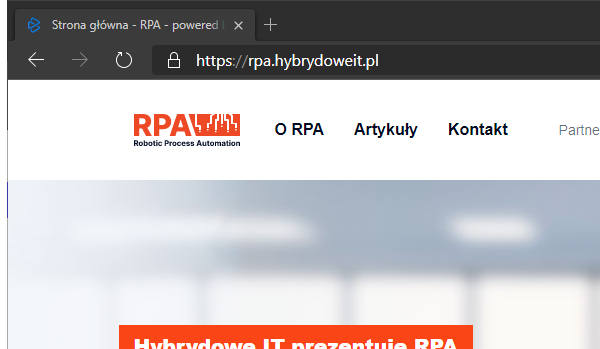 Strona główna - RPA - powered
https://rpa.hybrydoweit.pl
RPA
Robotic Process Automation
O RPA Artykuły Kontakt Partne
Hybrydowe IT prezentuje RPA